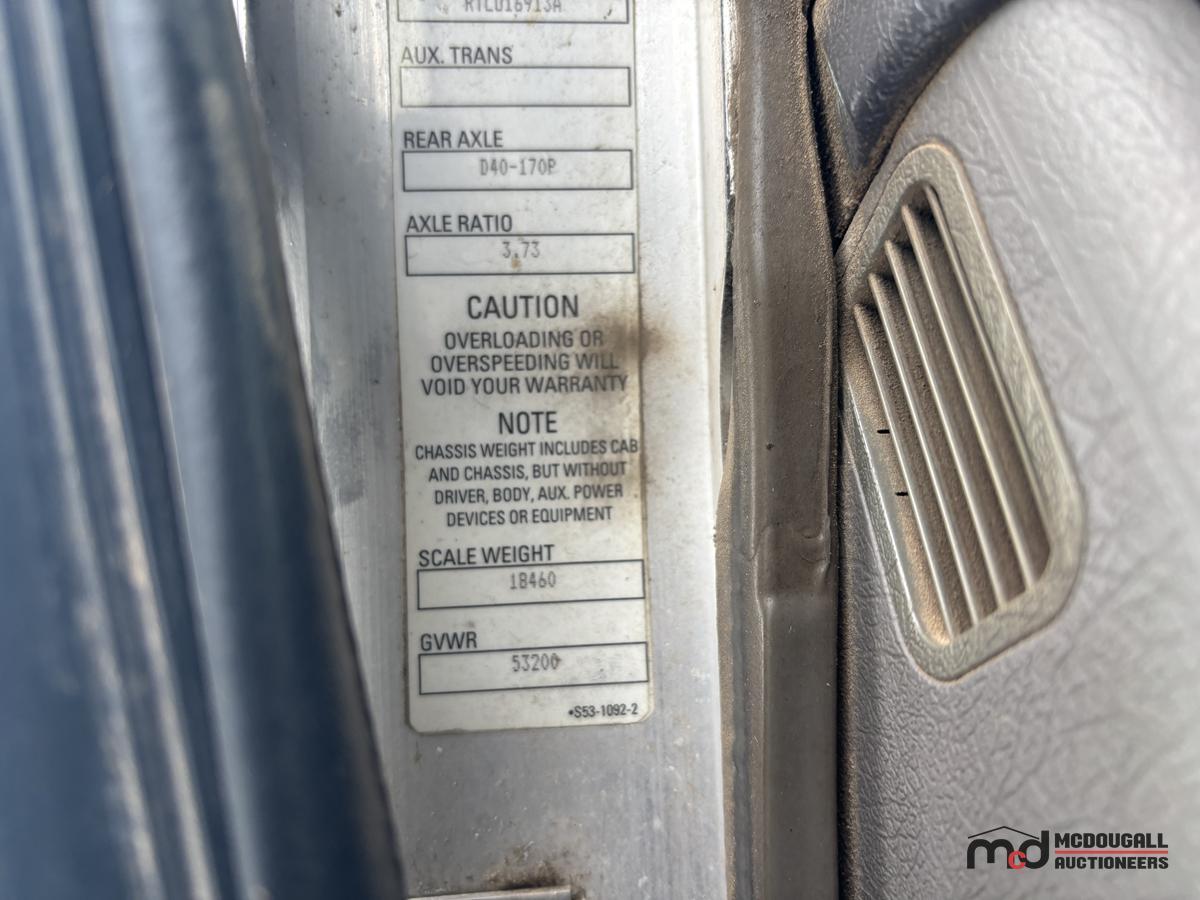 RTLO16913A
AUX. TRANS
REAR AXLE
D40-170P
AXLE RATIO
3.73
CAUTION
OVERLOADING OR
OVERSPEEDING WILL
VOID YOUR WARRANTY
NOTE
CHASSIS WEIGHT INCLUDES CAB
AND CHASSIS, BUT WITHOUT
DRIVER, BODY, AUX. POWER
DEVICES OR EQUIPMENT
SCALE WEIGHT
18460
GVWR
53200
•S53-1092-2
mcd MCDOUGALL
AUCTIONEERS